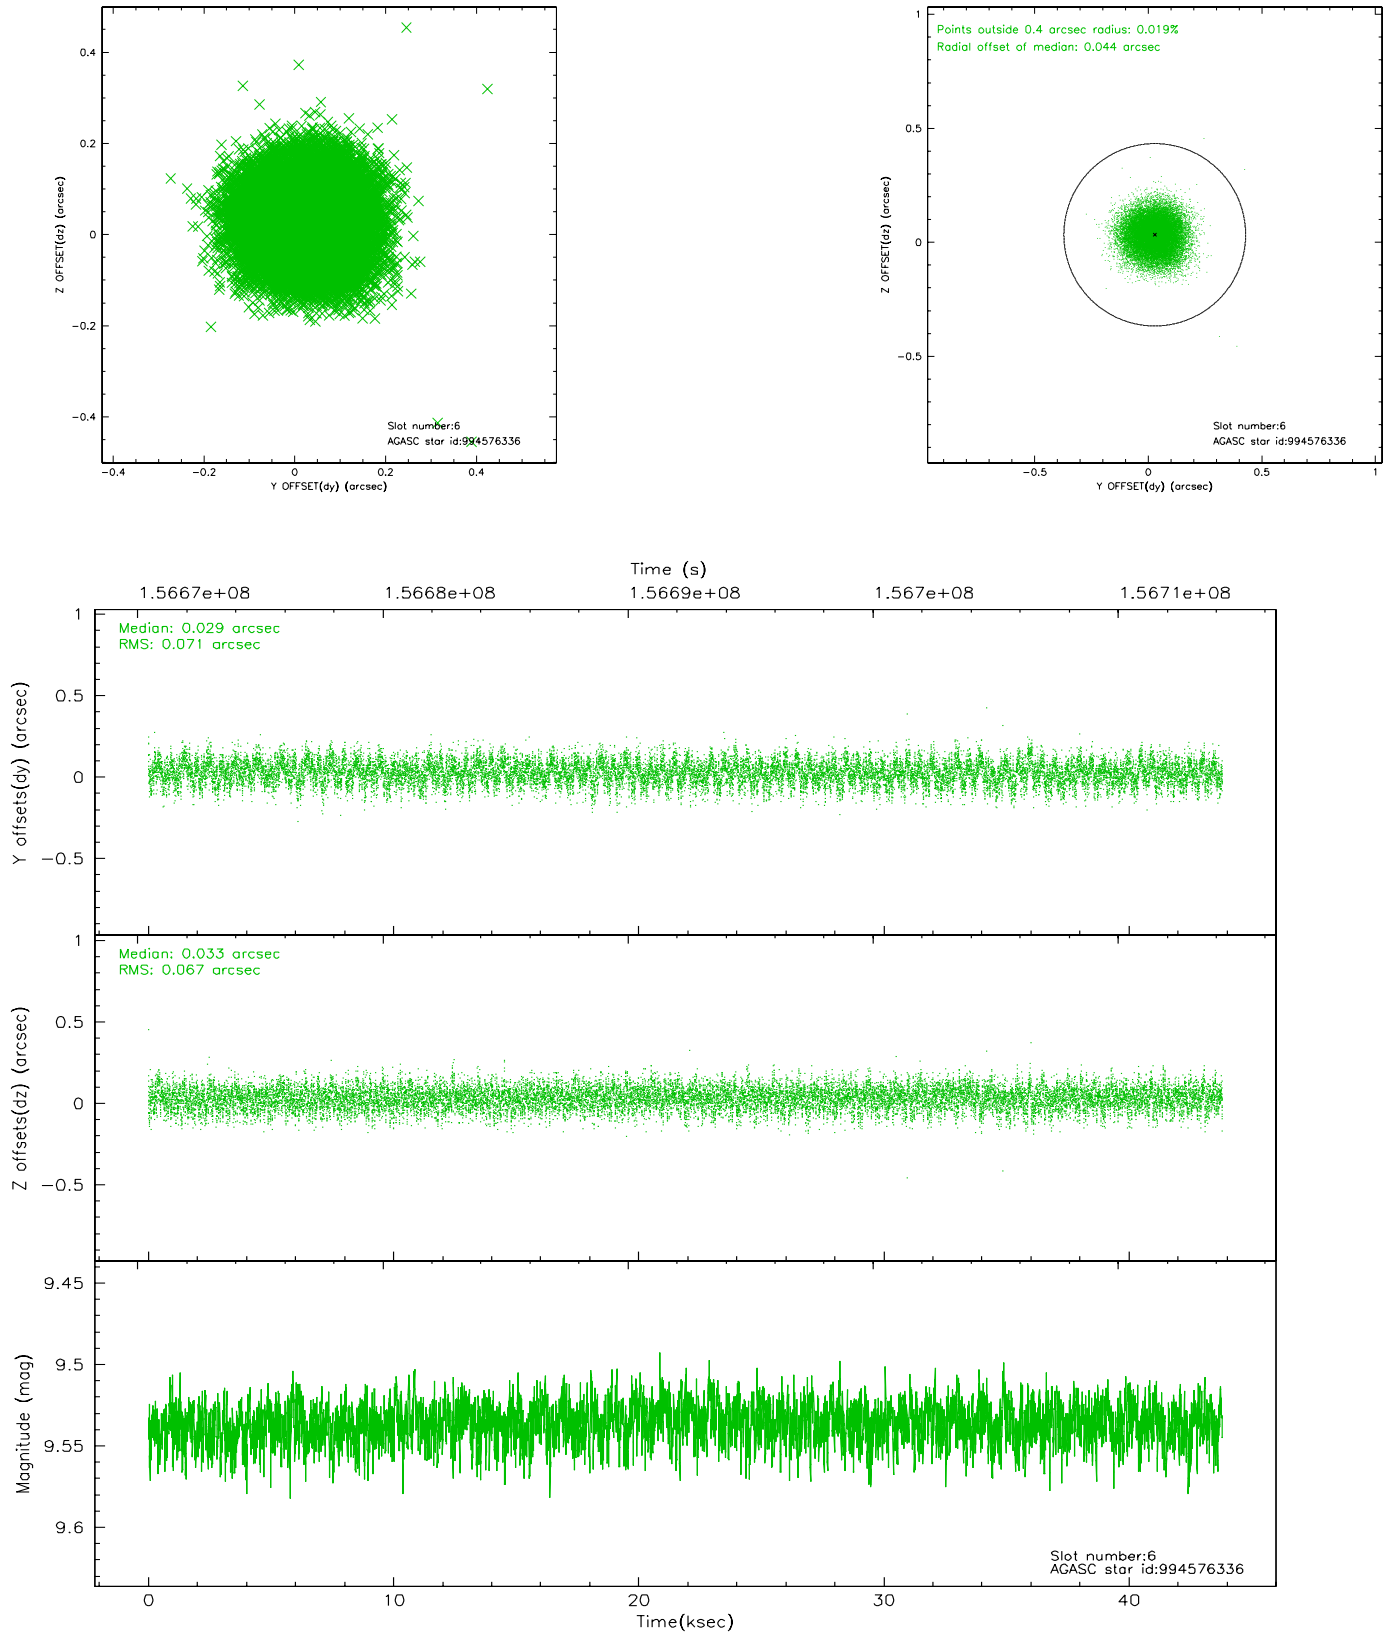 0.4
0.2
0
-0.2
-0.4
Z OFFSET(dz) (arcsec)
Slot number:6
AGASC star id:994576336
-0.4 -0.2 0 0.2 0.4
Y OFFSET(dy) (arcsec)
1
0.5
0
-0.5
Z OFFSET(dz) (arcsec)
Points outside 0.4 arcsec radius: 0.019%
Radial offset of median: 0.044 arcsec
Slot number:6
AGASC star id:994576336
-0.5 0 0.5 1
Y OFFSET(dy) (arcsec)
Time (s)
1.5667e+08 1.5668e+08 1.5669e+08 1.567e+08 1.5671e+08
1
0.5
0
-0.5
Y offsets(dy) (arcsec)
Median: 0.029 arcsec
RMS: 0.071 arcsec
1
0.5
0
-0.5
Z offsets(dz) (arcsec)
Median: 0.033 arcsec
RMS: 0.067 arcsec
9.45
9.5
9.55
9.6
Magnitude (mag)
Slot number:6
AGASC star id:994576336
0 10 20 30 40
Time(ksec)